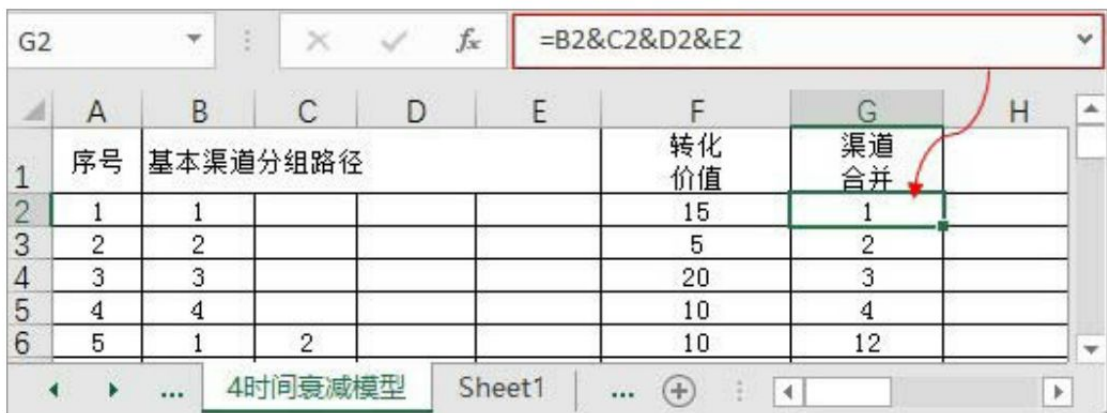 G2 fx =B2&C2&D2&E2
A B C D E F G H
1 序号 基本渠道分组路径 转化价值 渠道合并
2 1 1 15 1
3 2 2 5 2
4 3 3 20 3
5 4 4 10 4
6 5 1 2 10 12
... 4时间衰减模型 Sheet1 ...